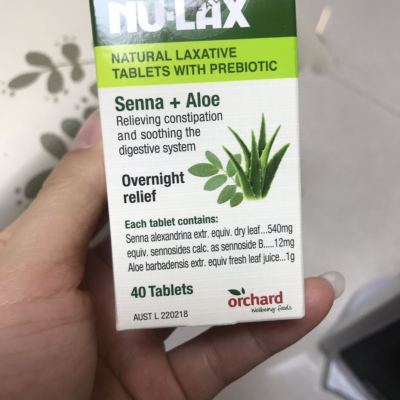 NU-LAX
NATURAL LAXATIVE
TABLETS WITH PREBIOTIC
Senna + Aloe
Relieving constipation
and soothing the
digestive system
Overnight
relief
Each tablet contains:
Senna alexandrina extr. equiv. dry leaf...540mg
equiv. sennosides calc. as sennoside B.....12mg
Aloe barbadensis extr. equiv fresh leaf juice...1g
40 Tablets
orchard
Wellbeing foods
AUST L 220218